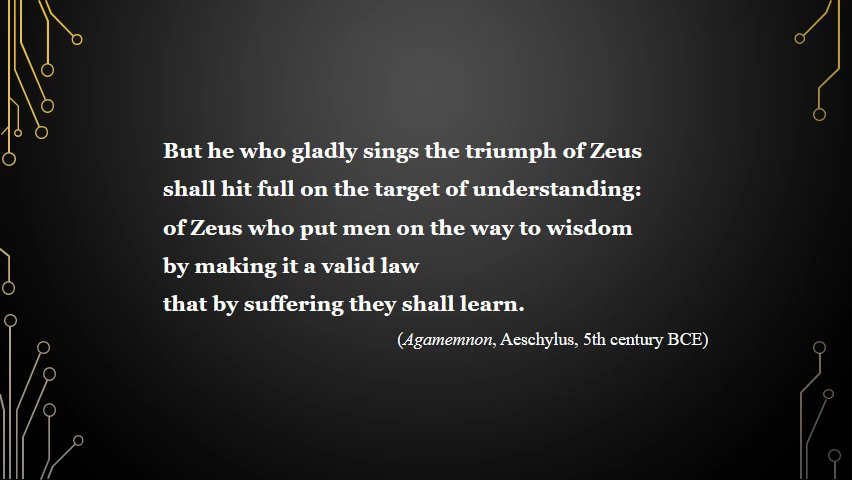 But he who gladly sings the triumph of Zeus
shall hit full on the target of understanding:
of Zeus who put men on the way to wisdom
by making it a valid law
that by suffering they shall learn.
(Agamemnon, Aeschylus, 5th century BCE)